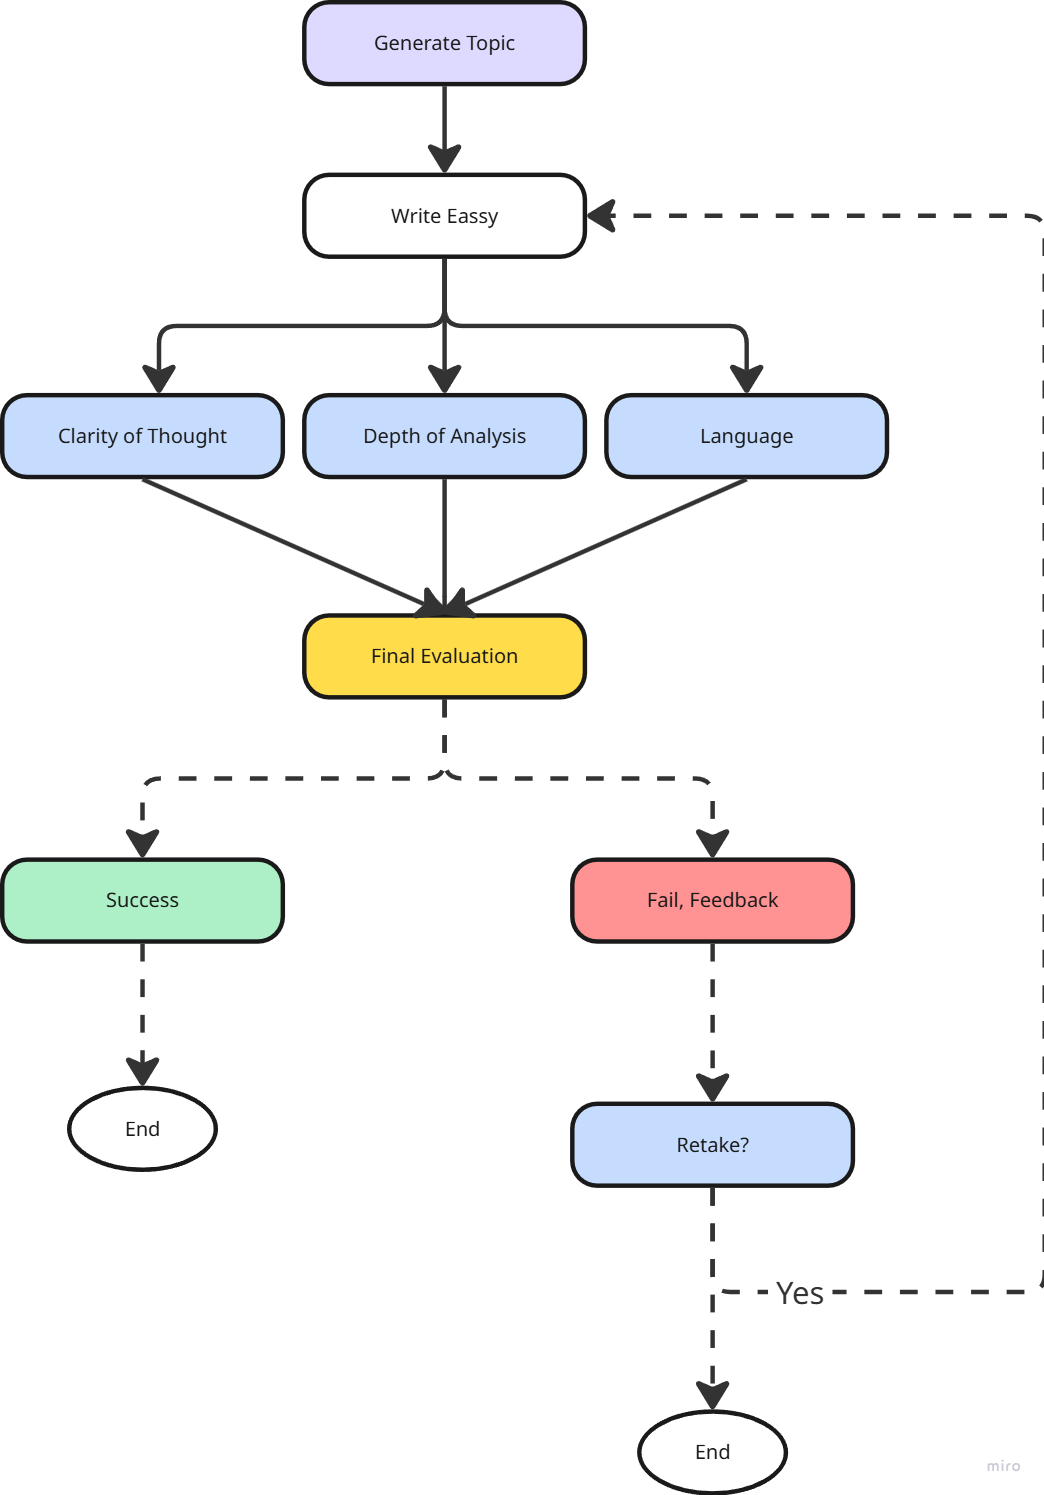 Generate Topic
Write Eassy
Clarity of Thought
Depth of Analysis
Language
Final Evaluation
Success
Fail, Feedback
End
Retake?
Yes
End
miro